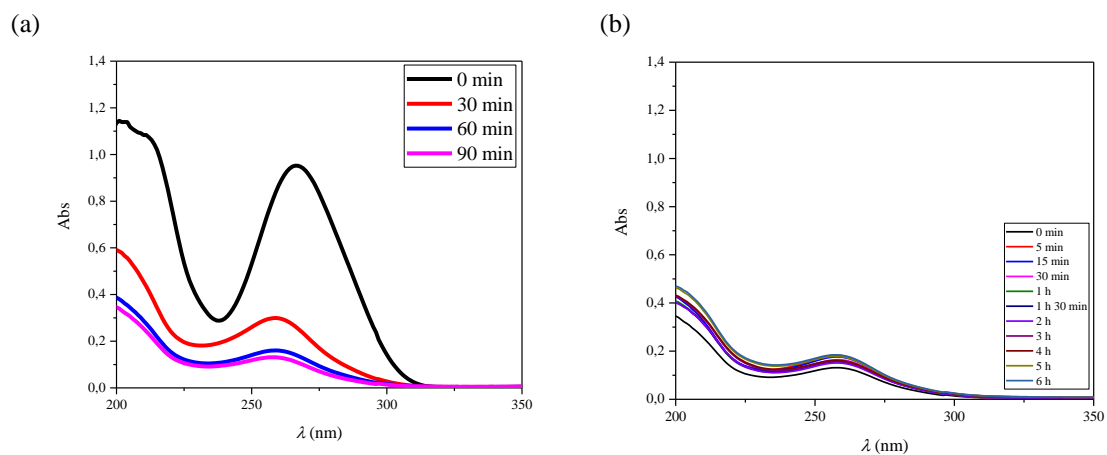 (a)
Abs
1,4
1,2
1,0
0,8
0,6
0,4
0,2
0,0
200
250
300
350
λ (nm)
0 min
30 min
60 min
90 min
(b)
Abs
1,4
1,2
1,0
0,8
0,6
0,4
0,2
0,0
200
250
300
350
λ (nm)
0 min
5 min
15 min
30 min
1 h
1 h 30 min
2 h
3 h
4 h
5 h
6 h